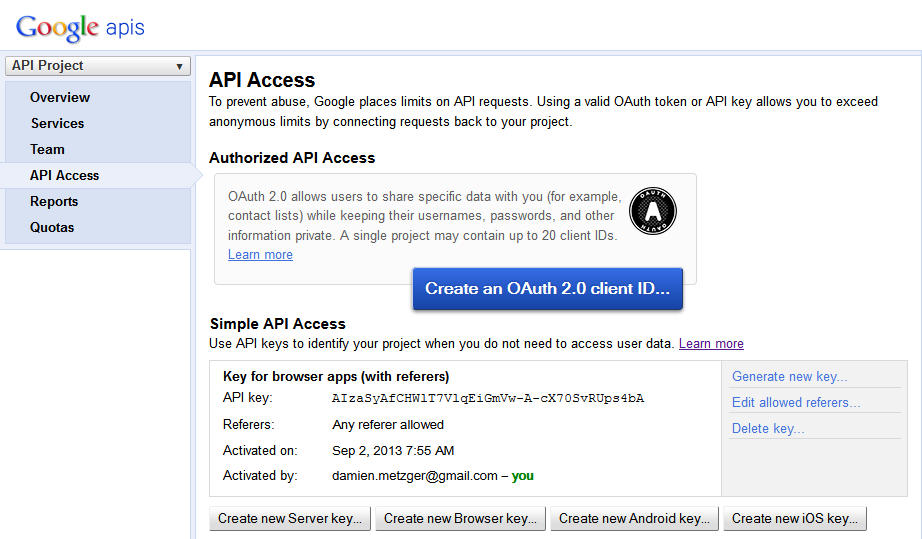 Google apis
API Project
Overview
Services
Team
API Access
Reports
Quotas
API Access
To prevent abuse, Google places limits on API requests. Using a valid OAuth token or API key allows you to exceed
anonymous limits by connecting requests back to your project.
Authorized API Access
OAuth 2.0 allows users to share specific data with you (for example,
contact lists) while keeping their usernames, passwords, and other
information private. A single project may contain up to 20 client IDs.
Learn more
OAUTH
A
OAUTH
Create an OAuth 2.0 client ID...
Simple API Access
Use API keys to identify your project when you do not need to access user data. Learn more
Key for browser apps (with referers)
API key: AIzaSyAfCHWlT7VlqEiGmVw-A-cX70SvRUps4bA
Referers: Any referer allowed
Activated on: Sep 2, 2013 7:55 AM
Activated by: damien.metzger@gmail.com – you
Generate new key...
Edit allowed referers...
Delete key...
Create new Server key... Create new Browser key... Create new Android key... Create new iOS key...